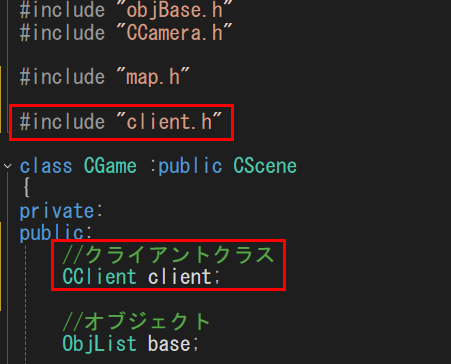 #include "objBase.h"
#include "CCamera.h"
#include "map.h"
#include "client.h"
class CGame :public CScene
{
private:
public:
//クライアントクラス
CClient client;
//オブジェクト
ObjList base;